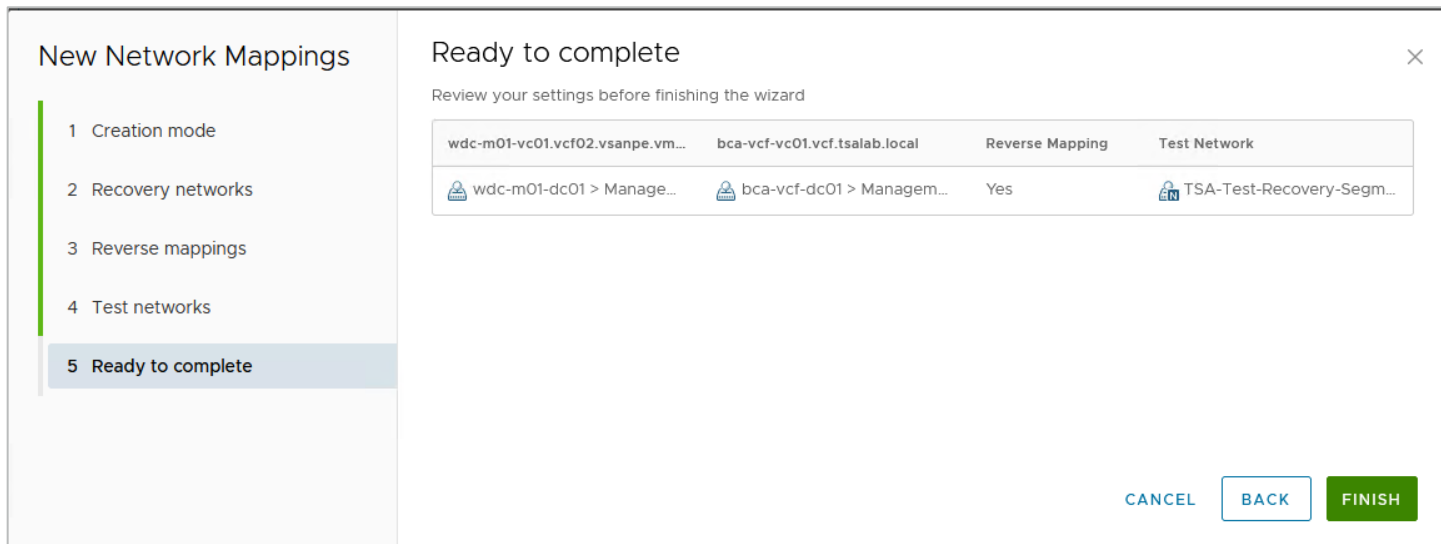 New Network Mappings
1 Creation mode
2 Recovery networks
3 Reverse mappings
4 Test networks
5 Ready to complete
Ready to complete
Review your settings before finishing the wizard
wdc-m01-vc01.vcf02.vsanpe.vm... bca-vcf-vc01.vcf.tsalab.local Reverse Mapping Test Network
wdc-m01-dc01 > Manage... bca-vcf-dc01 > Managem... Yes TSA-Test-Recovery-Segm...
CANCEL BACK FINISH